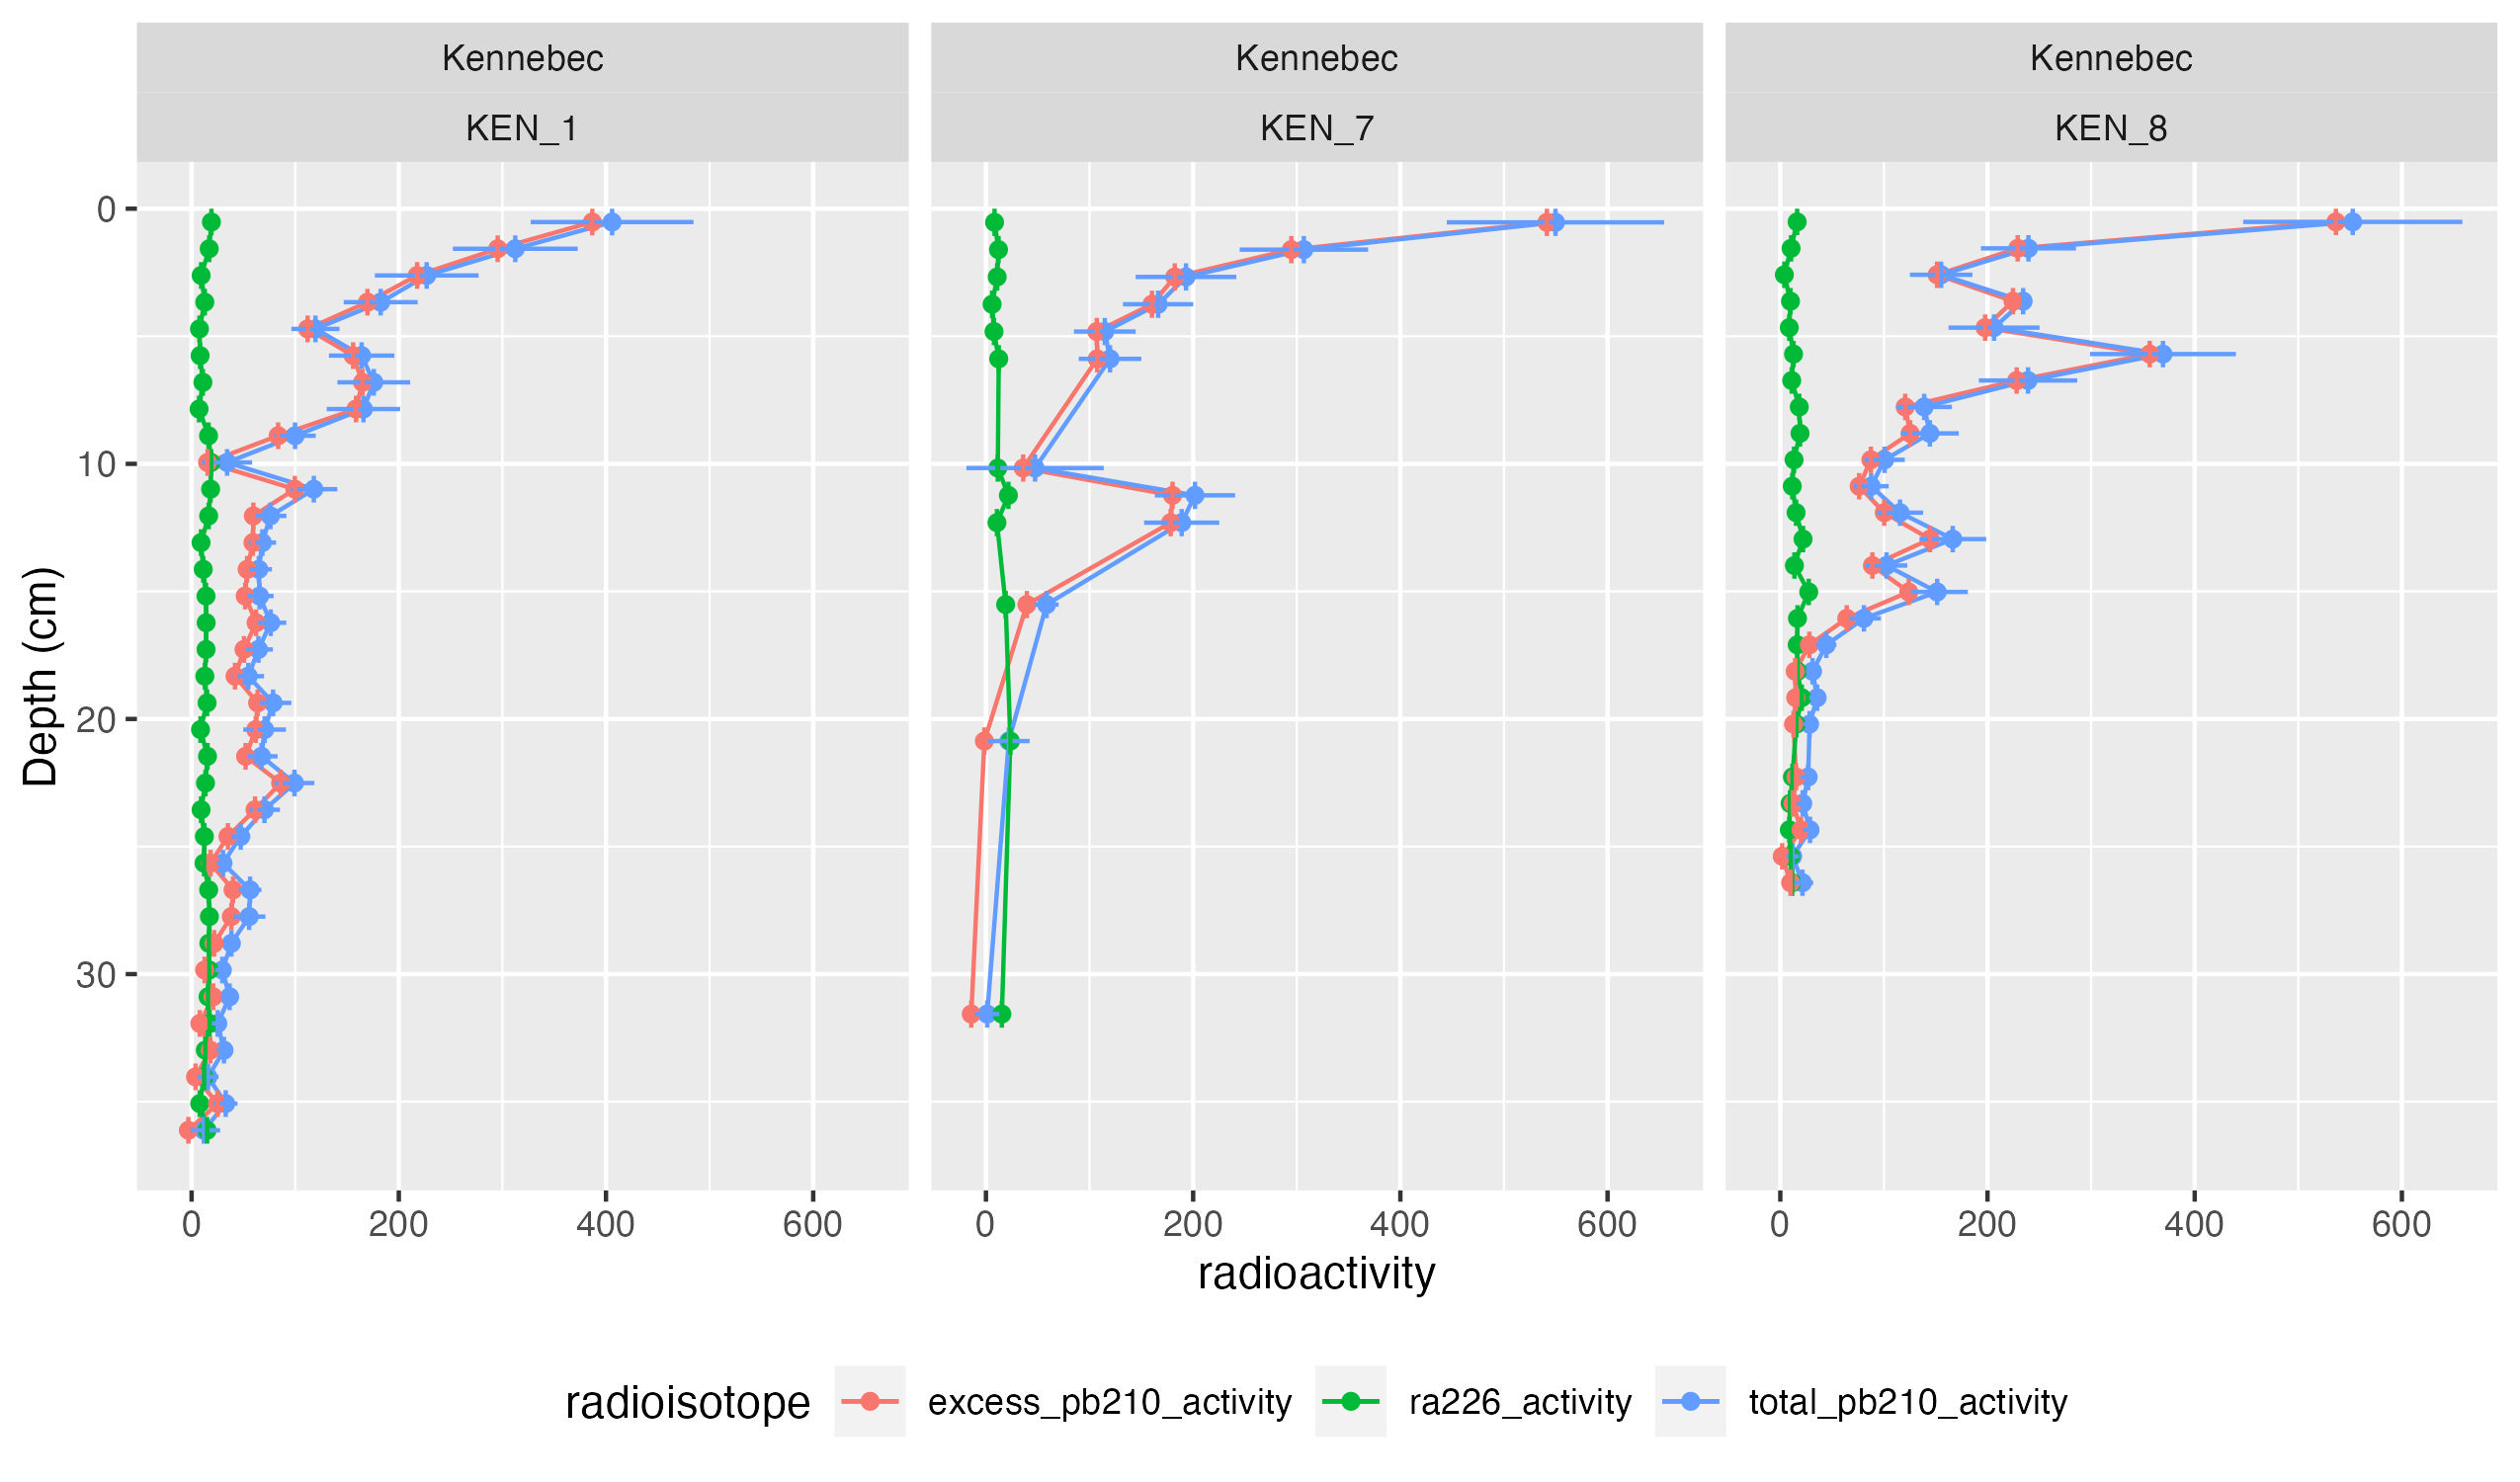 Kennebec Kennebec Kennebec
KEN_1 KEN_7 KEN_8
0
10
20
30
Depth (cm)
0 200 400 600 0 200 400 600 0 200 400 600
radioactivity
radioisotope excess_pb210_activity ra226_activity total_pb210_activity